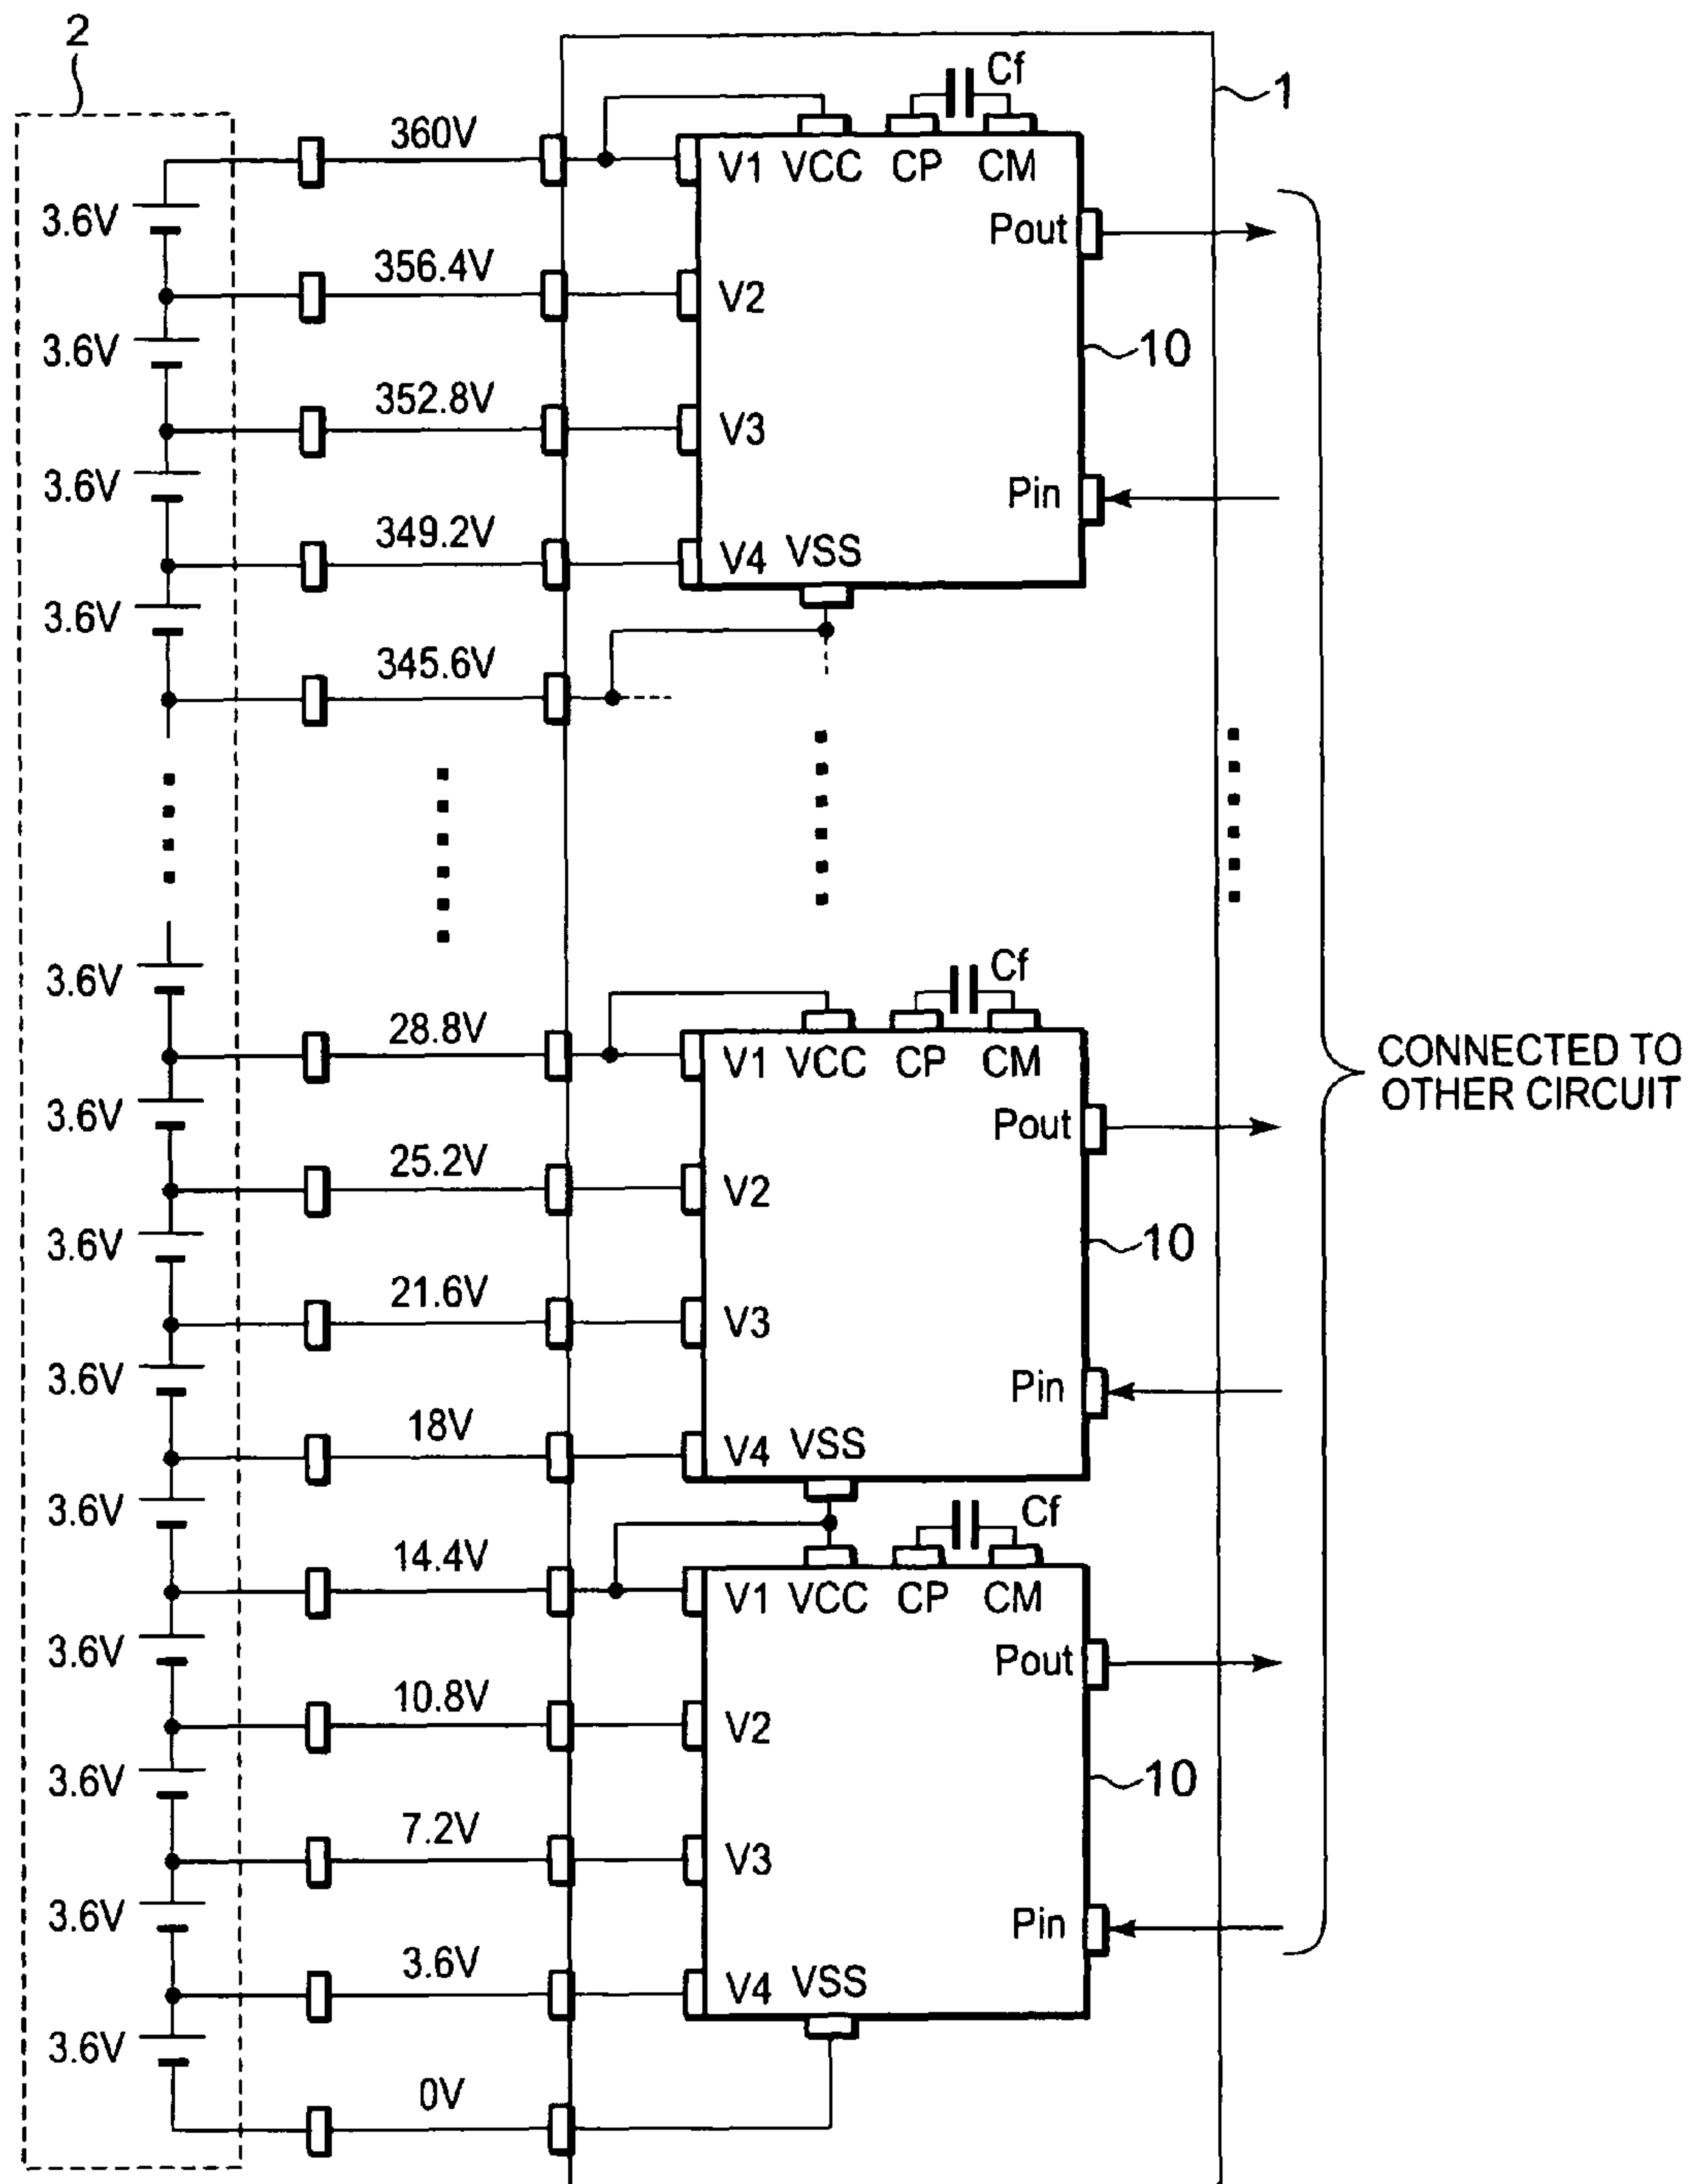 2
1
360V
Cf
V1 VCC CP CM
3.6V
Pout
356.4V
V2
10
3.6V
352.8V
V3
3.6V
Pin
349.2V
V4 VSS
3.6V
345.6V
3.6V
Cf
28.8V
V1 VCC CP CM
CONNECTED TO
OTHER CIRCUIT
3.6V
Pout
25.2V
V2
3.6V
10
21.6V
V3
3.6V
Pin
18V
V4 VSS
3.6V
Cf
14.4V
V1 VCC CP CM
3.6V
Pout
10.8V
V2
3.6V
10
7.2V
V3
3.6V
Pin
3.6V
V4 VSS
3.6V
0V